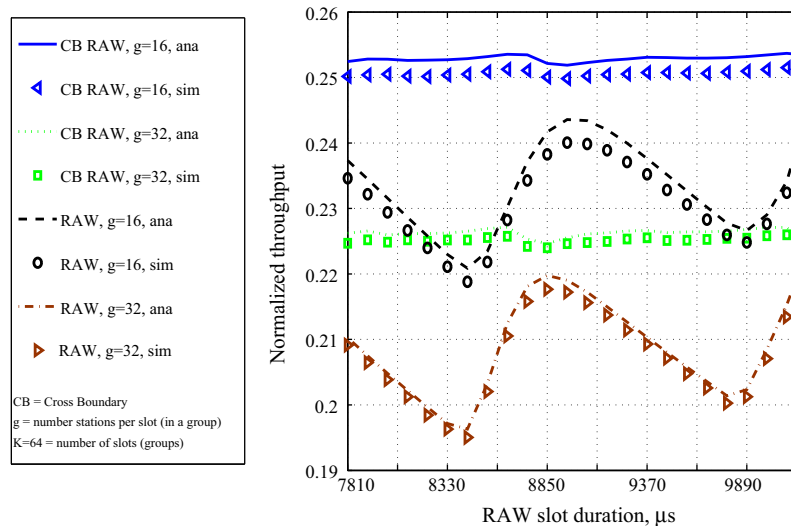 CB RAW, g=16, ana
CB RAW, g=16, sim
CB RAW, g=32, ana
CB RAW, g=32, sim
RAW, g=16, ana
RAW, g=16, sim
RAW, g=32, ana
RAW, g=32, sim
CB = Cross Boundary
g = number stations per slot (in a group)
K=64 = number of slots (groups)
Normalized throughput
0.26
0.25
0.24
0.23
0.22
0.21
0.2
0.19
7810 8330 8850 9370 9890
RAW slot duration, μs